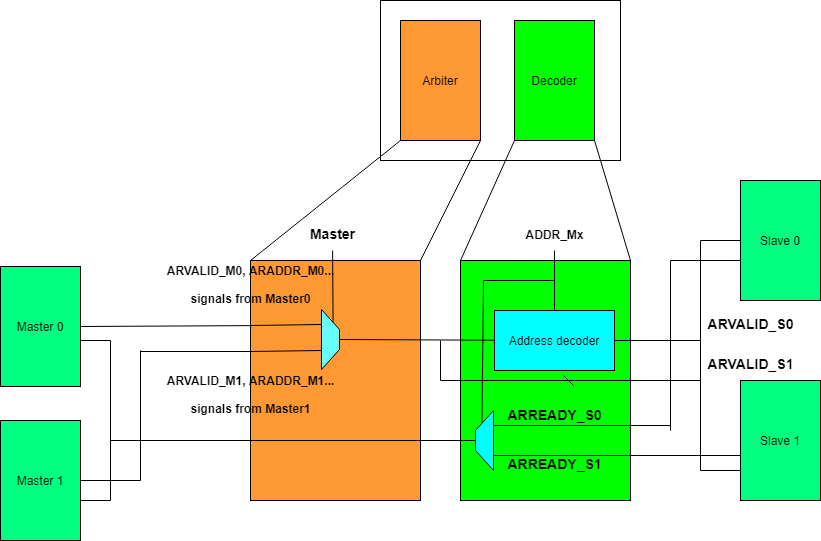 Arbiter
Decoder
Master
ADDR_Mx
ARVALID_M0, ARADDR_M0...
signals from Master0
Slave 0
Master 0
Address decoder
ARVALID_S0
ARVALID_S1
ARVALID_M1, ARADDR_M1...
signals from Master1
ARREADY_S0
Slave 1
ARREADY_S1
Master 1